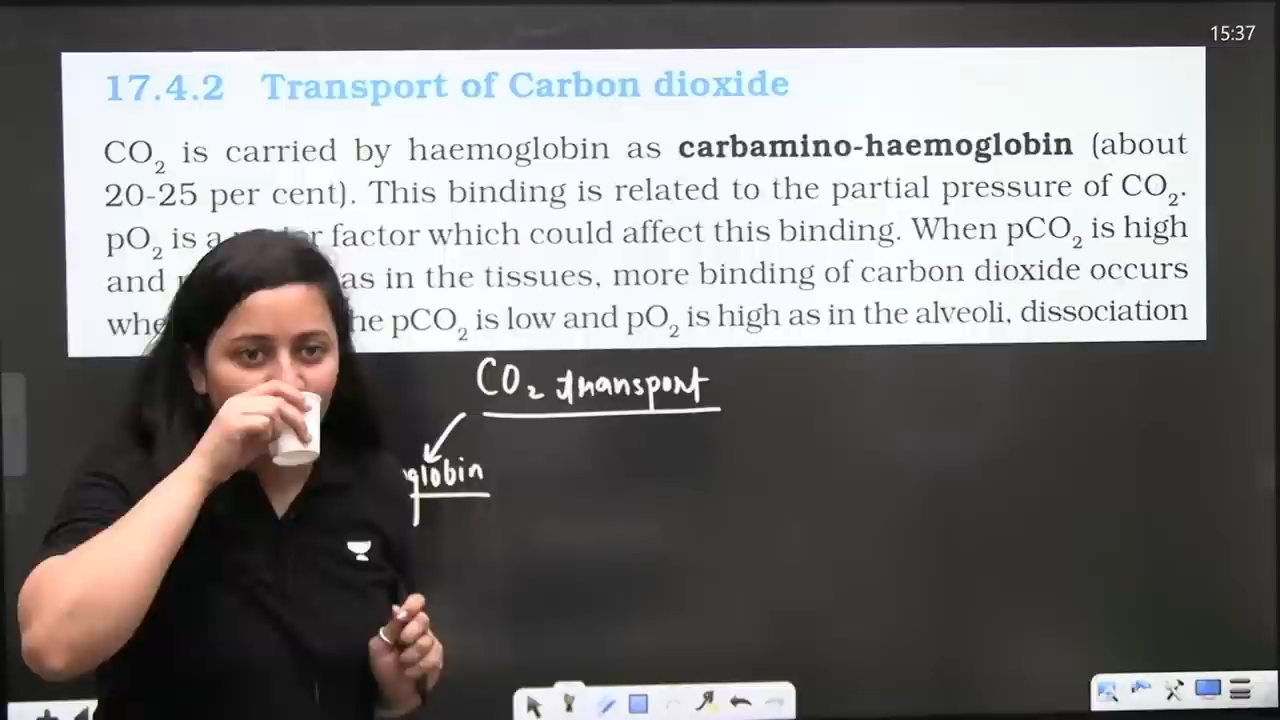 15:37
17.4.2 Transport of Carbon dioxide
CO₂ is carried by haemoglobin as carbamino-haemoglobin (about
20-25 per cent). This binding is related to the partial pressure of CO₂.
pO₂ is a factor which could affect this binding. When pCO₂ is high
and as in the tissues, more binding of carbon dioxide occurs
pCO₂ is low and pO₂ is high as in the alveoli, dissociation
CO₂ transport
globin